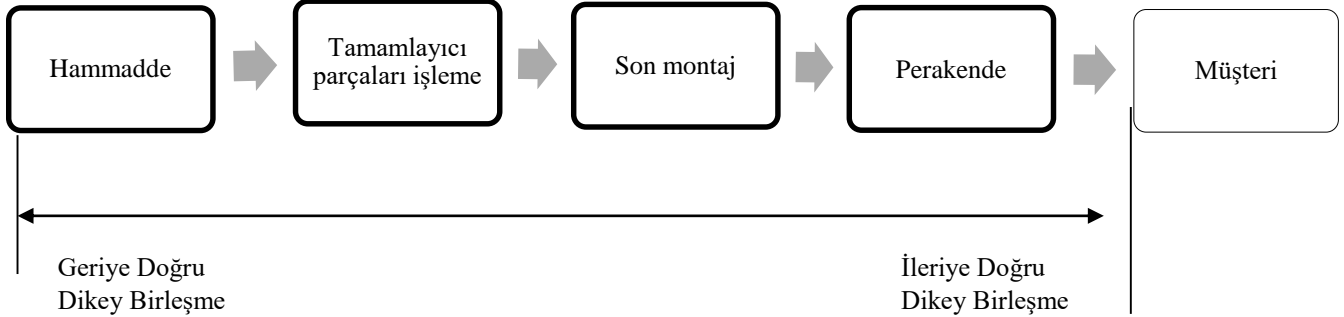 Hammadde
Tamamlayıcı
parçaları işleme
Son montaj
Perakende
Müşteri
Geriye Doğru
Dikey Birleşme
İleriye Doğru
Dikey Birleşme